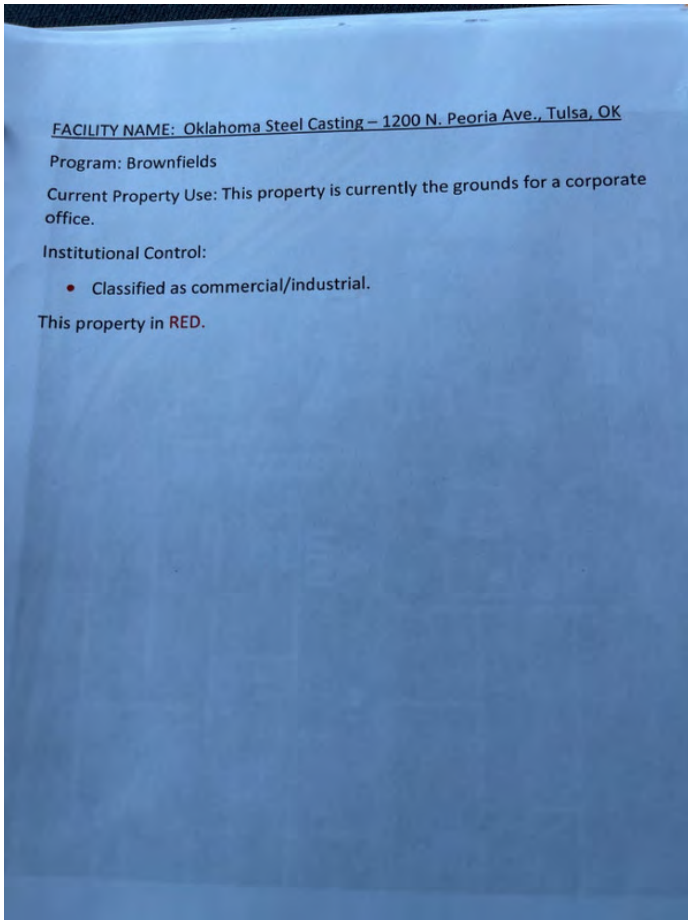 FACILITY NAME: Oklahoma Steel Casting – 1200 N. Peoria Ave., Tulsa, OK
Program: Brownfields
Current Property Use: This property is currently the grounds for a corporate
office.
Institutional Control:
• Classified as commercial/industrial.
This property in RED.